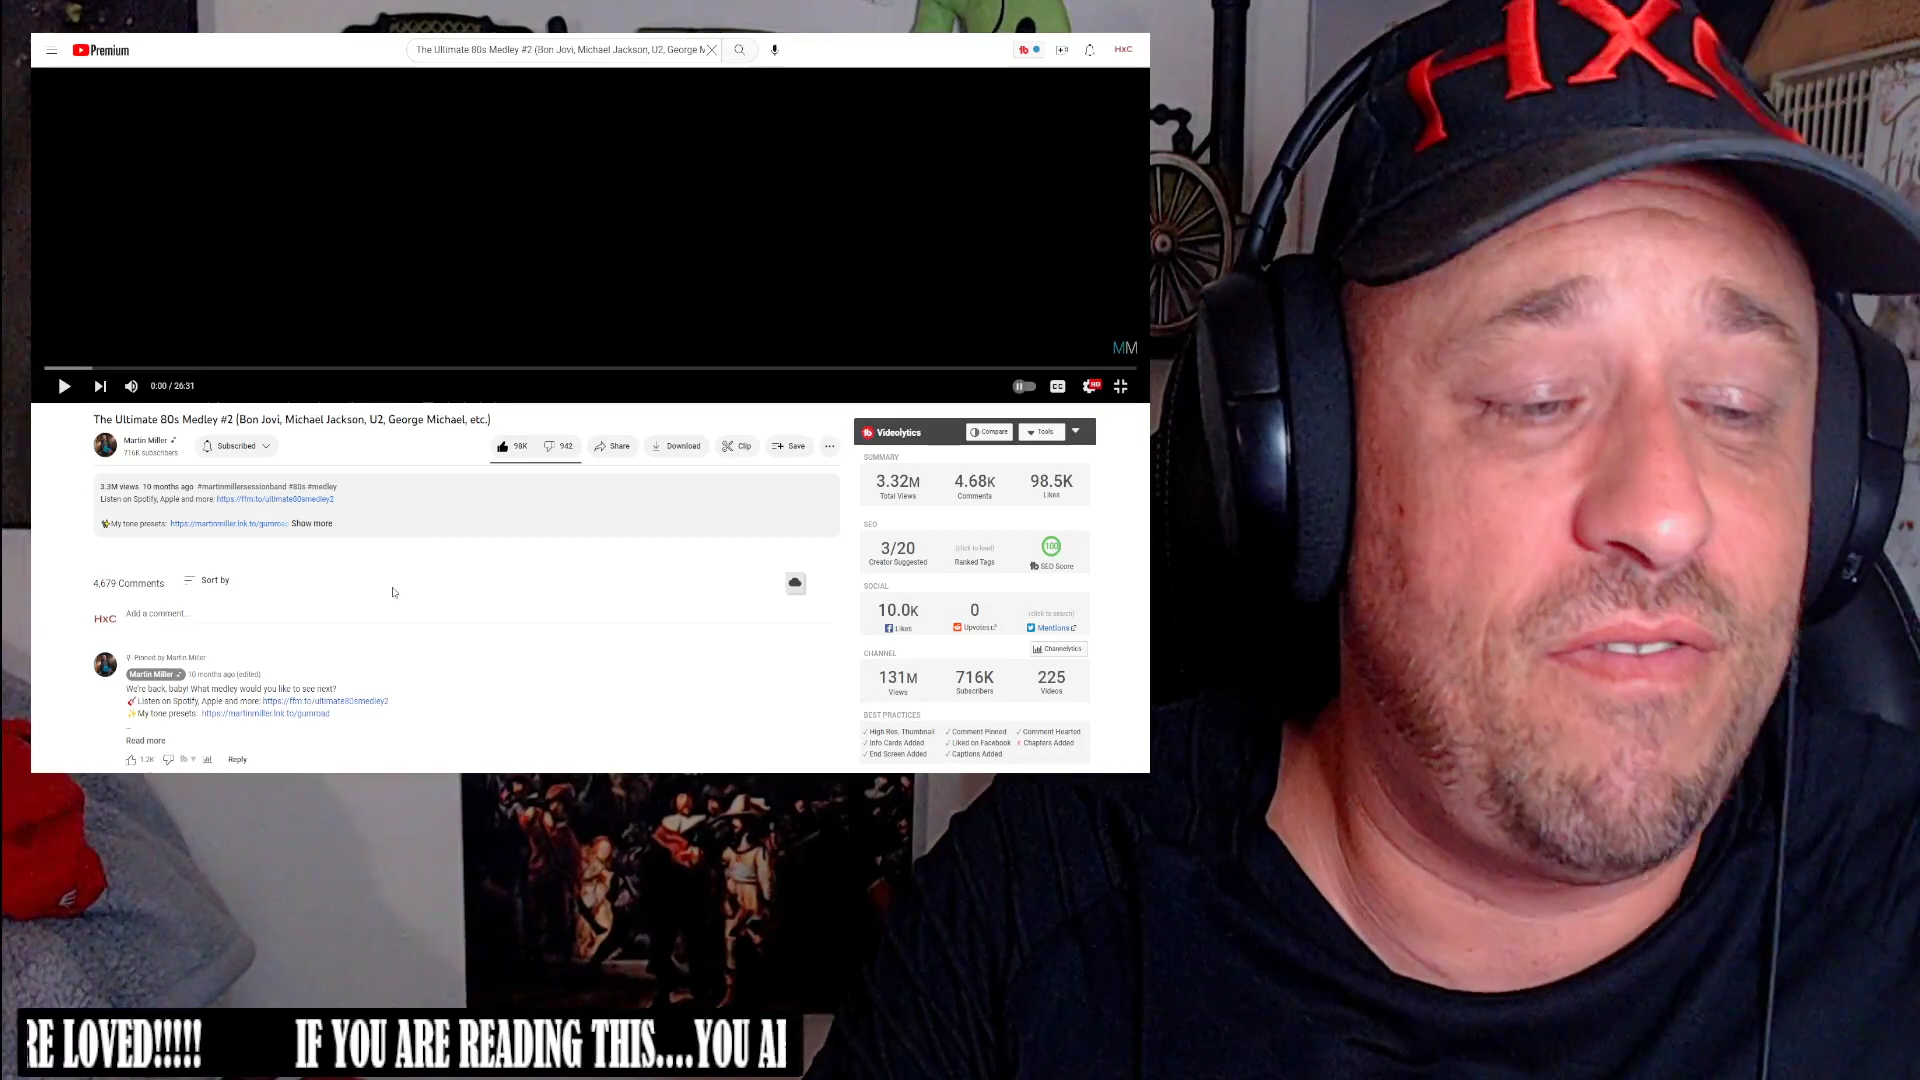 Premium
The Ultimate 80s Medley #2 (Bon Jovi, Michael Jackson, U2, George M
HxC
HXC
MM
0:00 / 26:31
CC
HD
The Ultimate 80s Medley #2 (Bon Jovi, Michael Jackson, U2, George Michael, etc.)
Martin Miller
716K subscribers
Subscribed
98K
942
Share
Download
Clip
Save
3.3M views 10 months ago #martinmillersessionband #80s #medley
Listen on Spotify, Apple and more: https://ffm.to/ultimate80smedley2
My tone presets: https://martinmiller.lnk.to/gumroad Show more
4,679 Comments
Sort by
HxC
Add a comment...
Pinned by Martin Miller
Martin Miller 10 months ago (edited)
We're back, baby! What medley would you like to see next?
Listen on Spotify, Apple and more: https://ffm.to/ultimate80smedley2
My tone presets: https://martinmiller.lnk.to/gumroad
...
Read more
1.2K
Reply
tb Videolytics
Compare
Tools
SUMMARY
3.32M 4.68K 98.5K
Total Views Comments Likes
SEO
3/20 (click to load) 100
Creator Suggested Ranked Tags tb SEO Score
SOCIAL
10.0K 0 (click to search)
Likes Upvotes Mentions
CHANNEL
Channelytics
131M 716K 225
Views Subscribers Videos
BEST PRACTICES
✓ High Res. Thumbnail ✓ Comment Pinned ✓ Comment Hearted
✓ Info Cards Added ✓ Liked on Facebook x Chapters Added
✓ End Screen Added ✓ Captions Added
RE LOVED!!!!! IF YOU ARE READING THIS....YOU AI